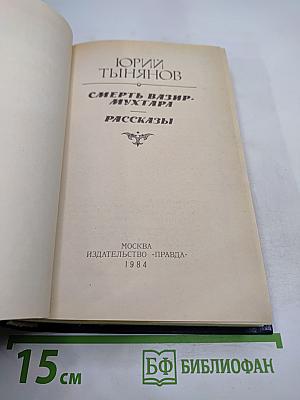 ЮРИЙ
ТЫНЯНОВ
СМЕРТЬ ВАЗИР-
МУХТАРА
РАССКАЗЫ
МОСКВА
ИЗДАТЕЛЬСТВО «ПРАВДА»
1984
15 см
БФ БИБЛИОФАН